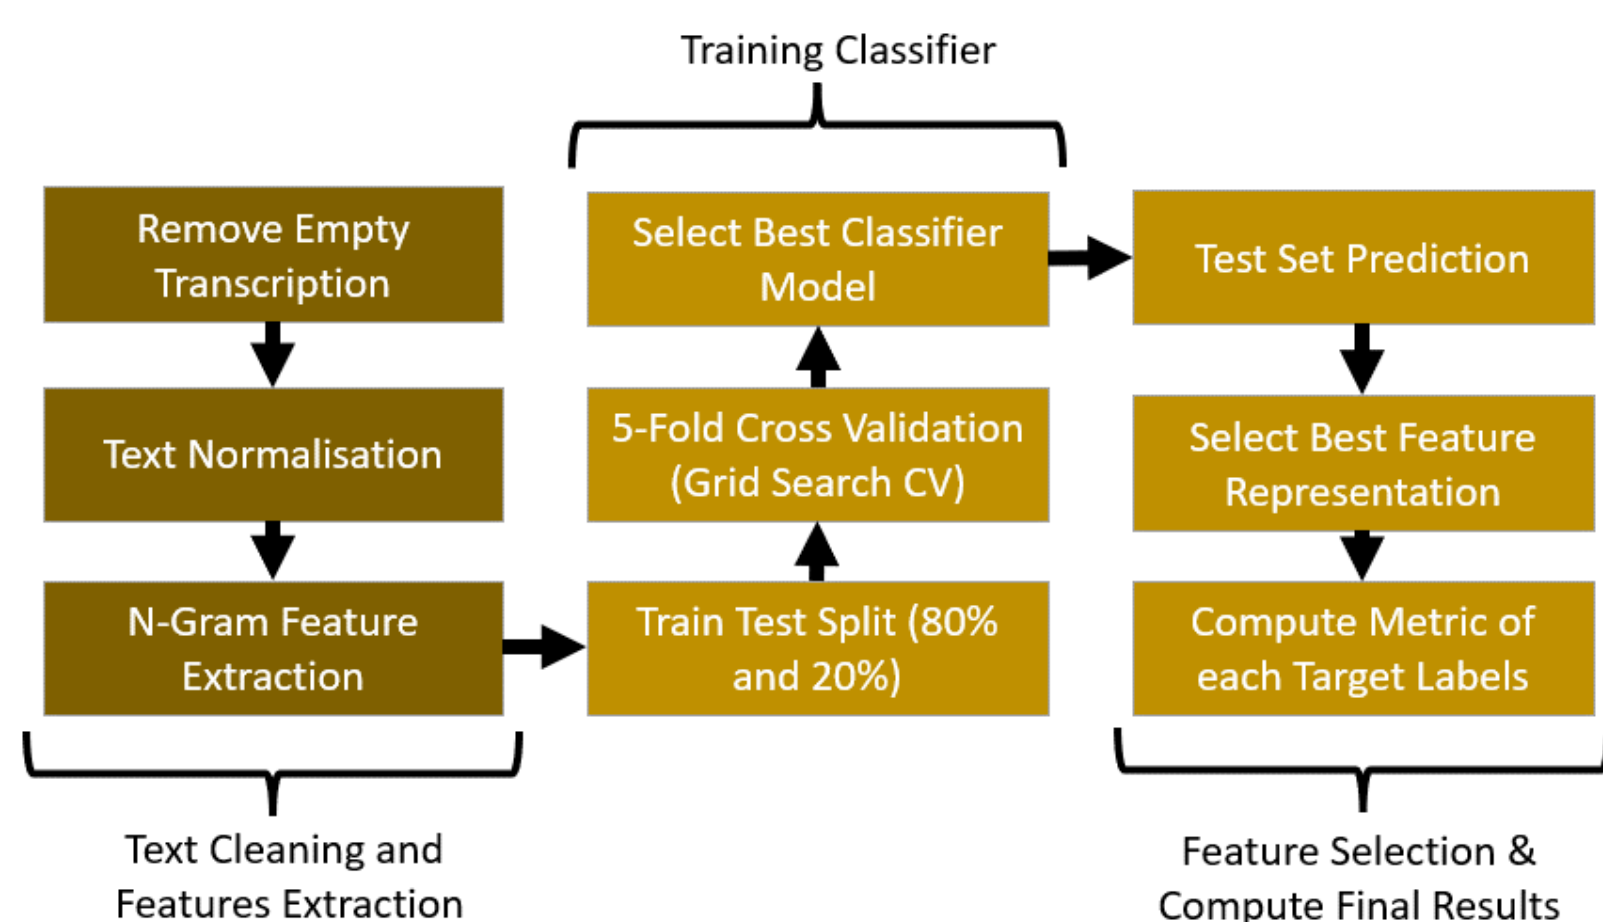 Training Classifier
Remove Empty
Transcription
Text Normalisation
N-Gram Feature
Extraction
Text Cleaning and
Features Extraction
Select Best Classifier
Model
5-Fold Cross Validation
(Grid Search CV)
Train Test Split (80%
and 20%)
Test Set Prediction
Select Best Feature
Representation
Compute Metric of
each Target Labels
Feature Selection &
Compute Final Results